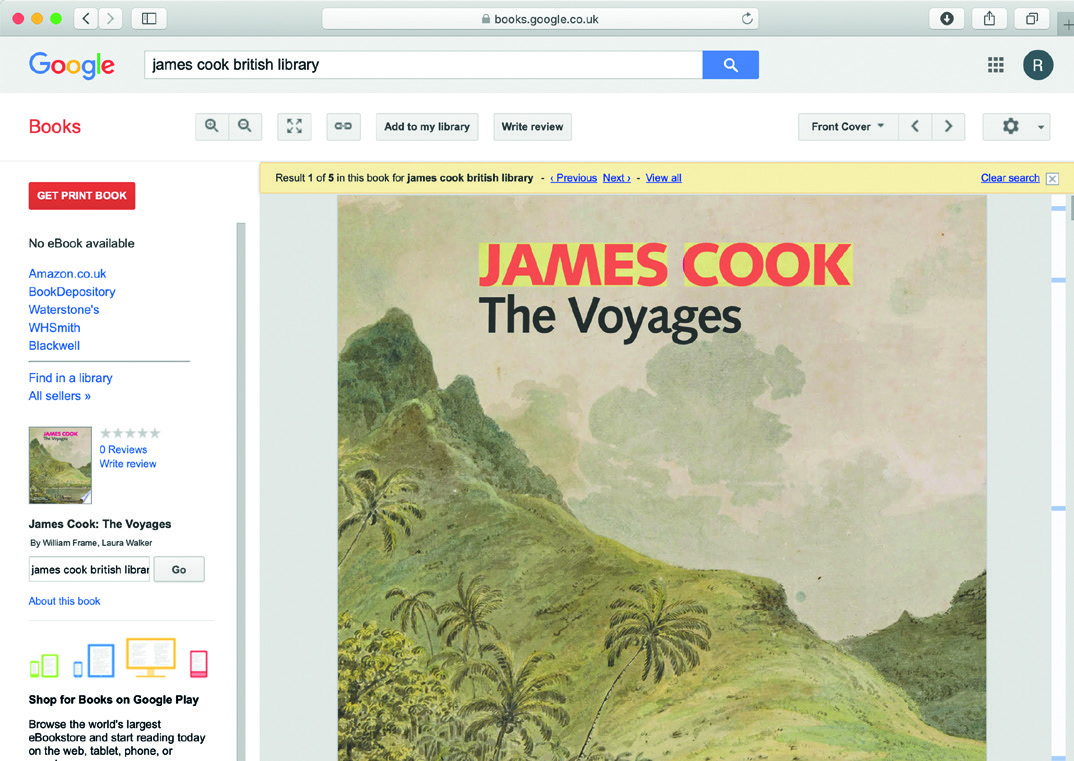 books.google.co.uk
Google
james cook british library
R
Books
Add to my library
Write review
Front Cover
GET PRINT BOOK
Result 1 of 5 in this book for james cook british library - ‹ Previous Next › - View all
Clear search
No eBook available
Amazon.co.uk
BookDepository
Waterstone's
WHSmith
Blackwell
Find in a library
All sellers »
JAMES COOK
The Voyages
0 Reviews
Write review
James Cook: The Voyages
By William Frame, Laura Walker
james cook british librar
Go
About this book
Shop for Books on Google Play
Browse the world's largest
eBookstore and start reading today
on the web, tablet, phone, or
JAMES COOK
The Voyages